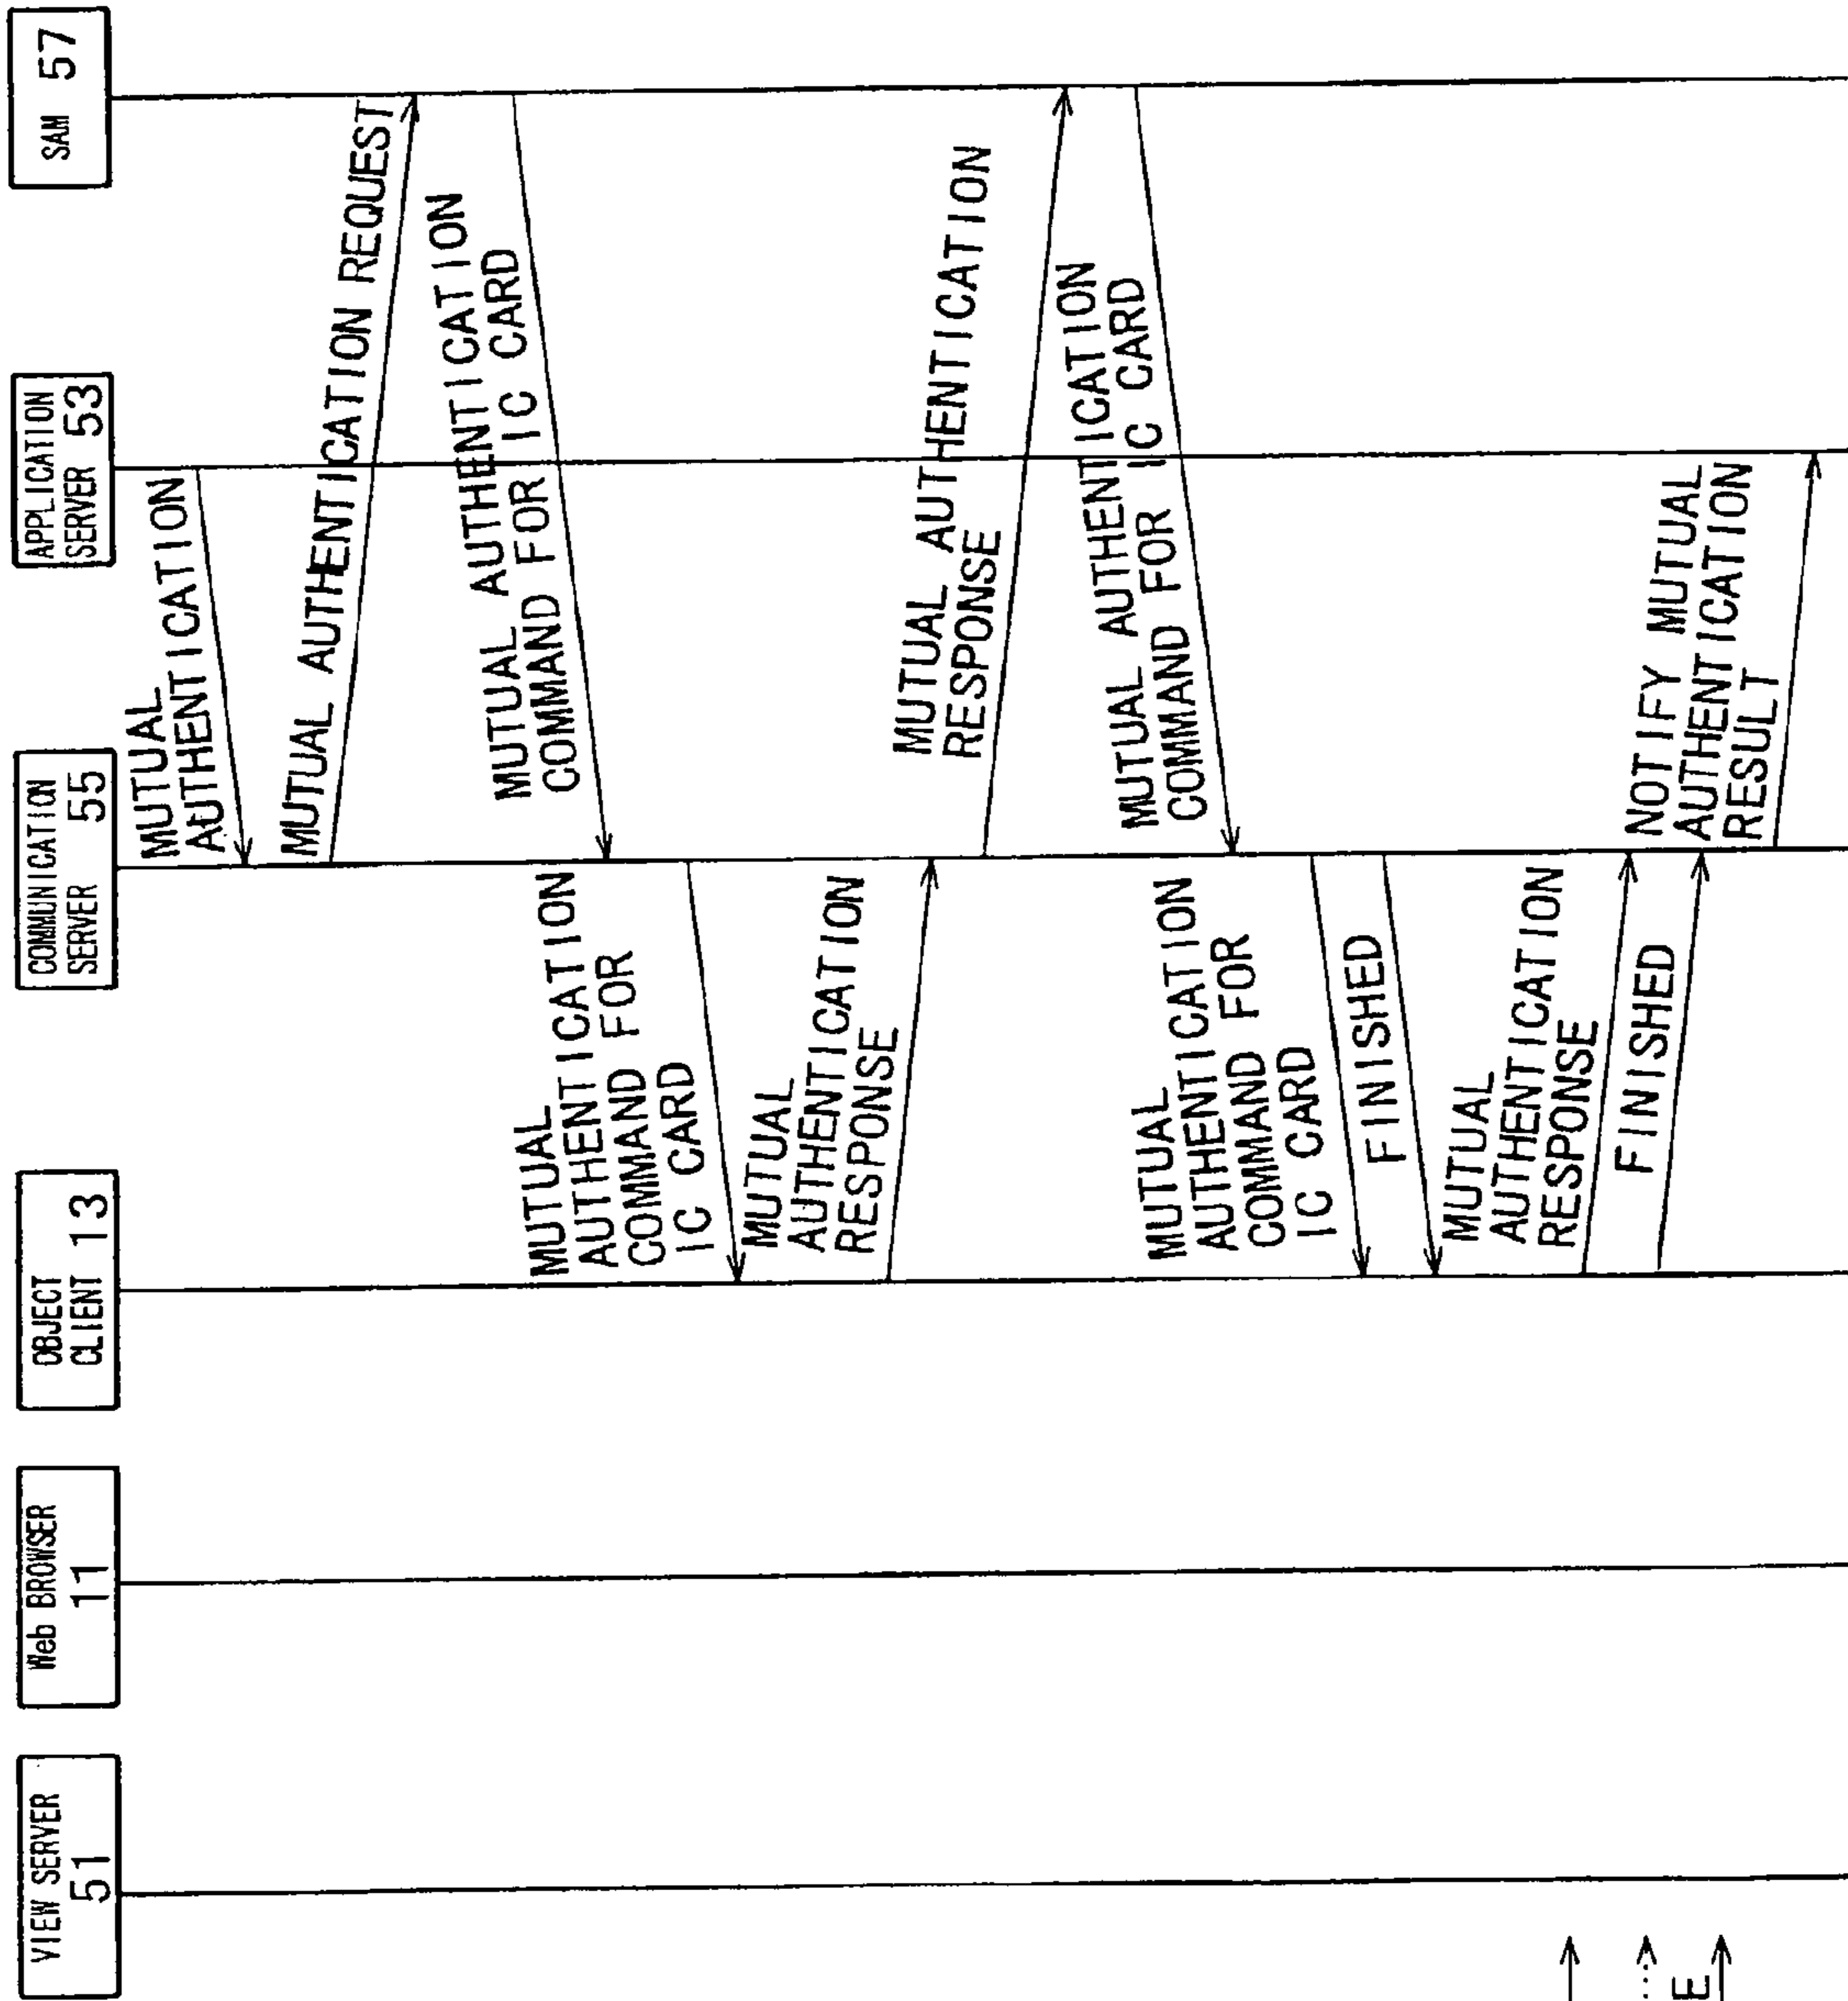 VIEW SERVER
51
Web BROWSER
11
OBJECT
CLIENT 13
COMMUNICATION
SERVER 55
APPLICATION
SERVER 53
SAM 57
MUTUAL
AUTHENTICATION
MUTUAL AUTHENTICATION REQUEST
MUTUAL AUTHENTICATION
COMMAND FOR IC CARD
MUTUAL
AUTHENTICATION
COMMAND FOR
IC CARD
MUTUAL
AUTHENTICATION
RESPONSE
MUTUAL AUTHENTICATION
RESPONSE
MUTUAL AUTHENTICATION
COMMAND FOR IC CARD
MUTUAL
AUTHENTICATION
COMMAND FOR
IC CARD
FINISHED
MUTUAL
AUTHENTICATION
RESPONSE
FINISHED
NOTIFY MUTUAL
AUTHENTICATION
RESULT
E